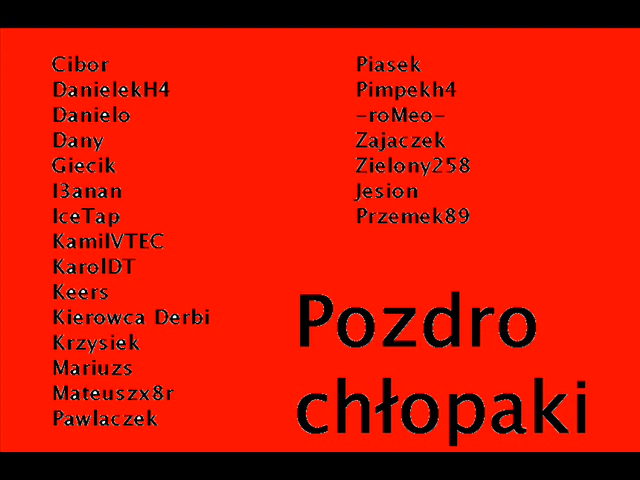 Cibor
DanielekH4
Danielo
Dany
Giecik
I3anan
IceTap
KamilVTEC
KarolDT
Keers
Kierowca Derbi
Krzysiek
Mariuzs
Mateuszx8r
Pawlaczek
Piasek
Pimpekh4
-roMeo-
Zajaczek
Zielony258
Jesion
Przemek89
Pozdro
chłopaki